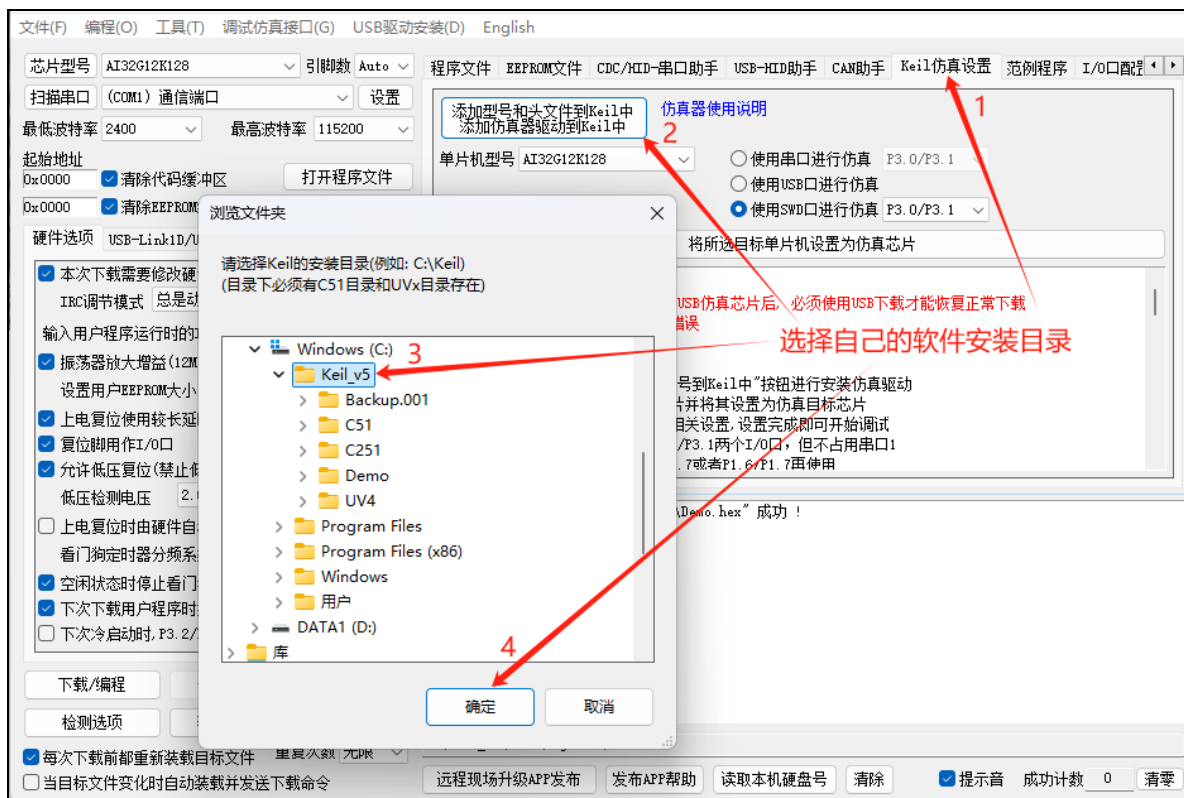 文件(F) 编程(O) 工具(T) 调试仿真接口(G) USB驱动安装(D) English
芯片型号 AI32G12K128 引脚数 Auto
扫描串口 (COM1) 通信端口 设置
最低波特率 2400 最高波特率 115200
起始地址
0x0000 清除代码缓冲区 打开程序文件
0x0000 清除EEPROM
硬件选项 USB-Link1D/U
本次下载需要修改硬
IRC调节模式 总是动
输入用户程序运行时的I
振荡器放大增益(12M
设置用户EEPROM大小
上电复位使用较长延
复位脚用作I/O口
允许低压复位(禁止低
低压检测电压 2.
上电复位时由硬件自
看门狗定时器分频系
空闲状态时停止看门
下次下载用户程序时
下次冷启动时,P3.2/
下载/编程
检测选项
每次下载前都重新装载目标文件 重复次数 无限
当目标文件变化时自动装载并发送下载命令
程序文件 EEPROM文件 CDC/HID-串口助手 USB-HID助手 CAN助手 Keil仿真设置 范例程序 I/O口配
1
添加型号和头文件到Keil中
添加仿真器驱动到Keil中
仿真器使用说明
2
单片机型号 AI32G12K128
使用串口进行仿真 P3.0/P3.1
使用USB口进行仿真
使用SWD口进行仿真 P3.0/P3.1
将所选目标单片机设置为仿真芯片
USB仿真芯片后, 必须使用USB下载才能恢复正常下载
错误
选择自己的软件安装目录
号到Keil中"按钮进行安装仿真驱动
片并将其设置为仿真目标芯片
相关设置,设置完成即可开始调试
/P3.1两个I/O口，但不占用串口1
.7或者P1.6/P1.7再使用
\Demo.hex" 成功 !
浏览文件夹
请选择Keil的安装目录(例如: C:\Keil)
(目录下必须有C51目录和UVx目录存在)
Windows (C:)
3
Keil_v5
Backup.001
C51
C251
Demo
UV4
Program Files
Program Files (x86)
Windows
用户
DATA1 (D:)
库
4
确定 取消
远程现场升级APP发布 发布APP帮助 读取本机硬盘号 清除 提示音 成功计数 0 清零